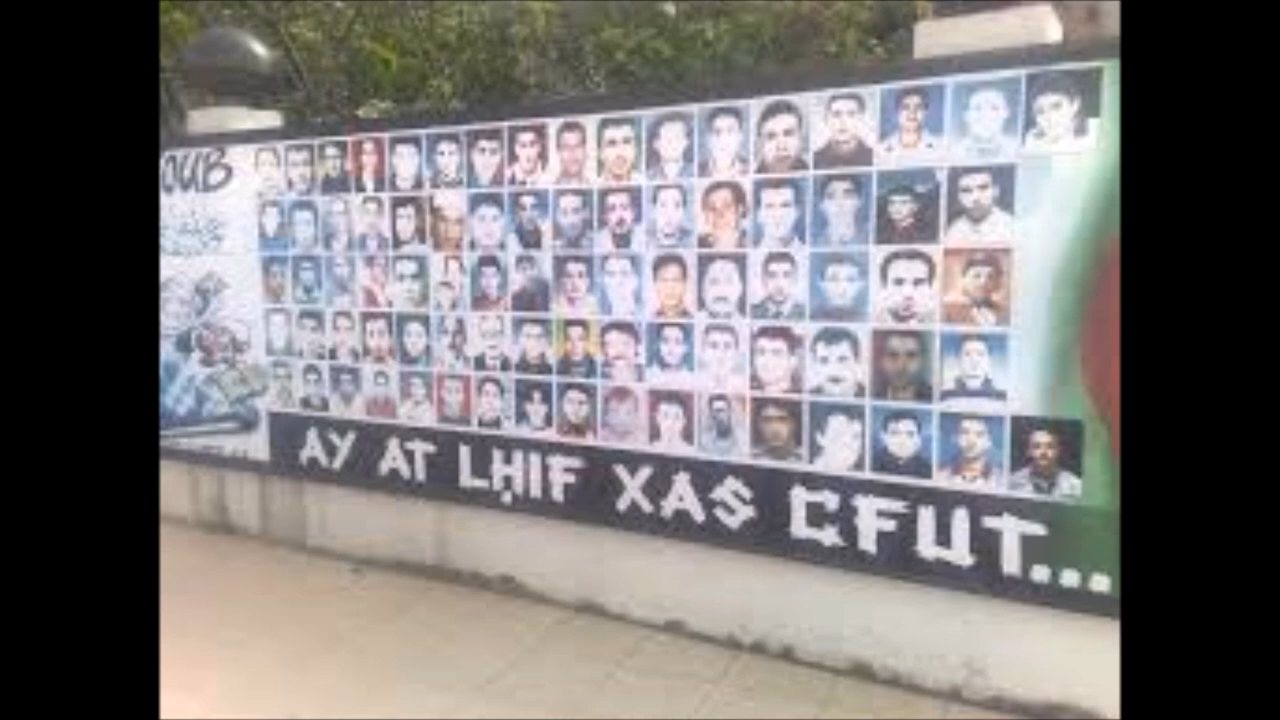 OUB
AY AT LḤIF XAS CFUT...